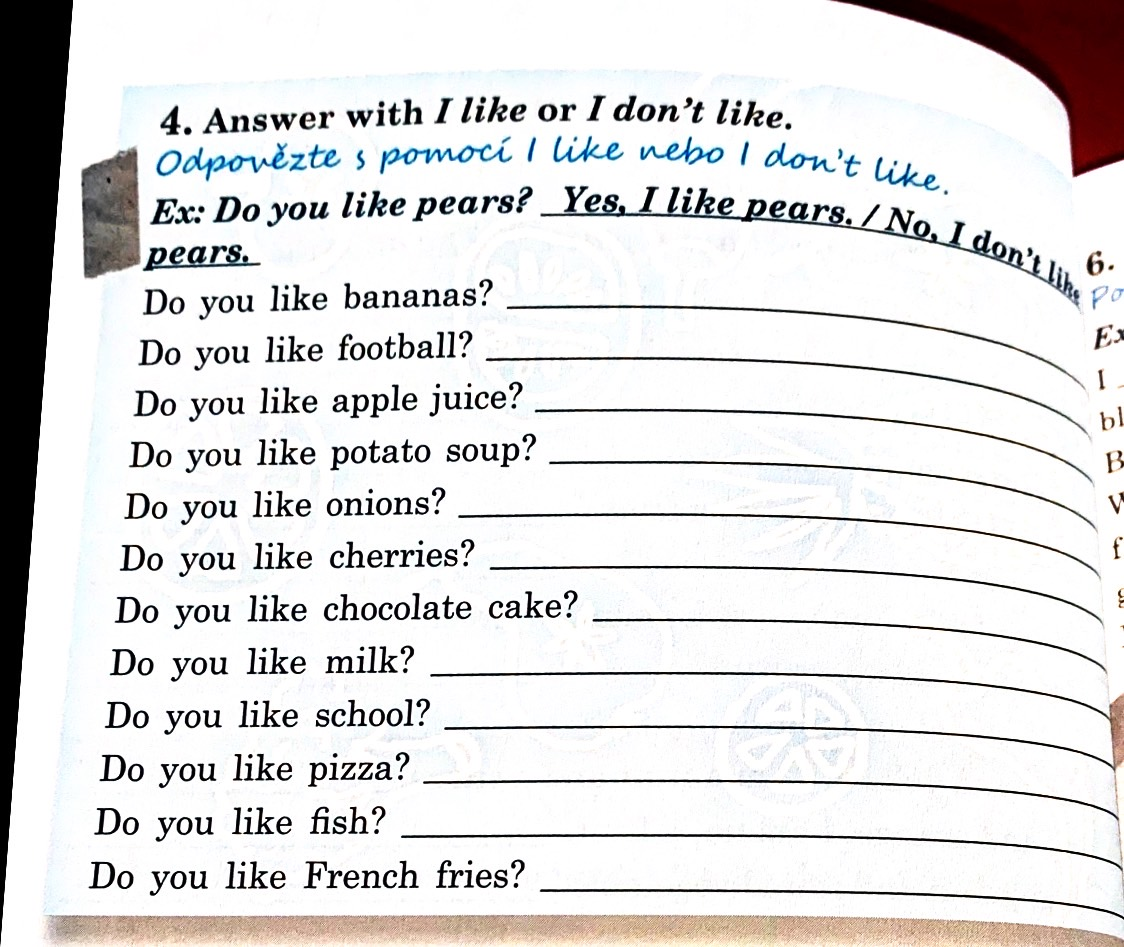 4. Answer with I like or I don't like.
Odpovězte s pomocí I like nebo I don't like.
Ex: Do you like pears? Yes, I like pears. / No, I don't like
pears.
Do you like bananas?
Do you like football?
Do you like apple juice?
Do you like potato soup?
Do you like onions?
Do you like cherries?
Do you like chocolate cake?
Do you like milk?
Do you like school?
Do you like pizza?
Do you like fish?
Do you like French fries?
6.
I